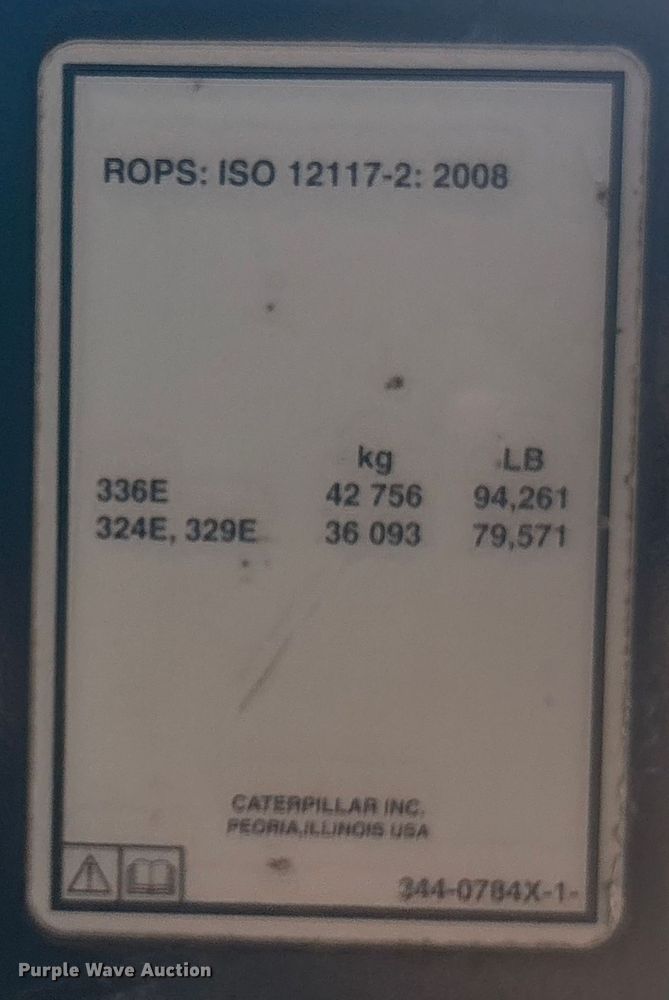 ROPS: ISO 12117-2: 2008
kg LB
336E 42 756 94,261
324E, 329E 36 093 79,571
CATERPILLAR INC.
PEORIA,ILLINOIS USA
344-0784X-1-
Purple Wave Auction